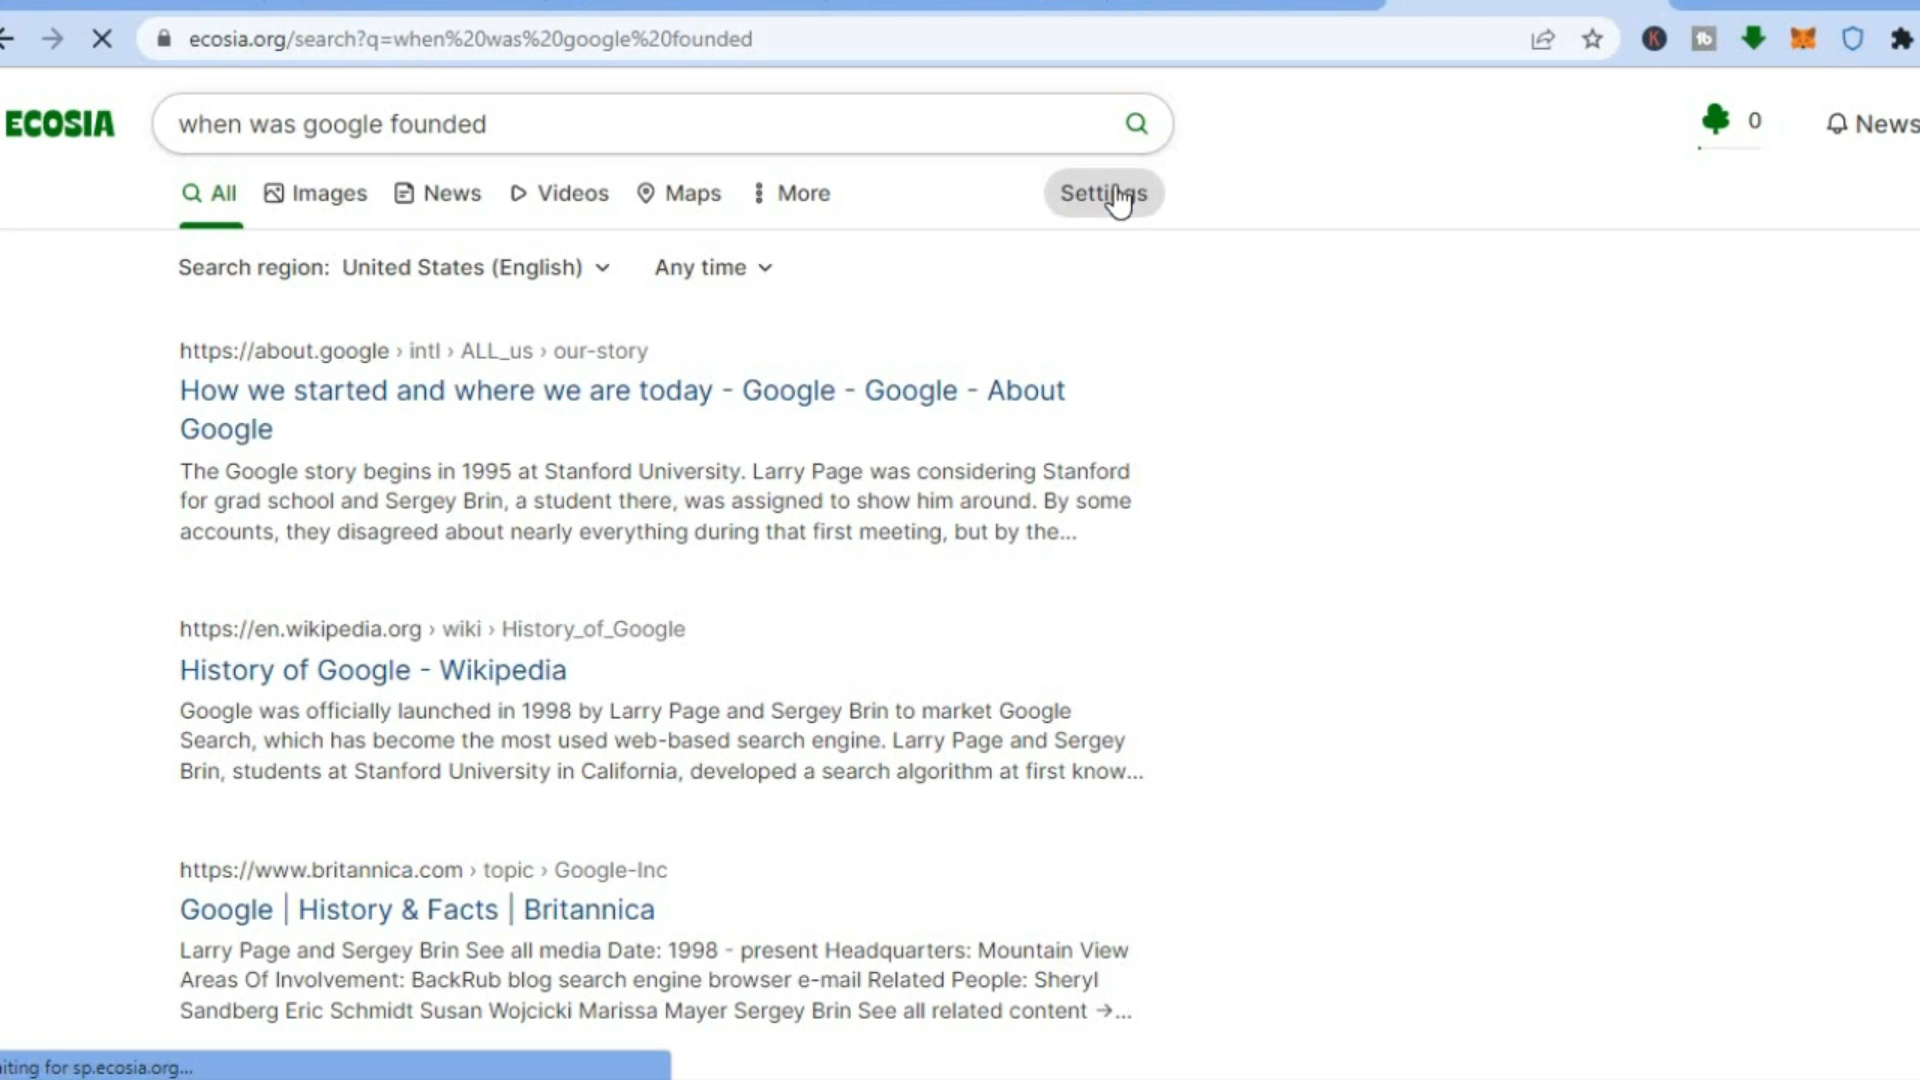 ecosia.org/search?q=when%20was%20google%20founded
ECOSIA
when was google founded
0
News
All
Images
News
Videos
Maps
More
Settings
Search region: United States (English)
Any time
https://about.google › intl › ALL_us › our-story
How we started and where we are today - Google - Google - About
Google
The Google story begins in 1995 at Stanford University. Larry Page was considering Stanford
for grad school and Sergey Brin, a student there, was assigned to show him around. By some
accounts, they disagreed about nearly everything during that first meeting, but by the...
https://en.wikipedia.org › wiki › History_of_Google
History of Google - Wikipedia
Google was officially launched in 1998 by Larry Page and Sergey Brin to market Google
Search, which has become the most used web-based search engine. Larry Page and Sergey
Brin, students at Stanford University in California, developed a search algorithm at first know...
https://www.britannica.com › topic › Google-Inc
Google | History & Facts | Britannica
Larry Page and Sergey Brin See all media Date: 1998 - present Headquarters: Mountain View
Areas Of Involvement: BackRub blog search engine browser e-mail Related People: Sheryl
Sandberg Eric Schmidt Susan Wojcicki Marissa Mayer Sergey Brin See all related content →...
iting for sp.ecosia.org...